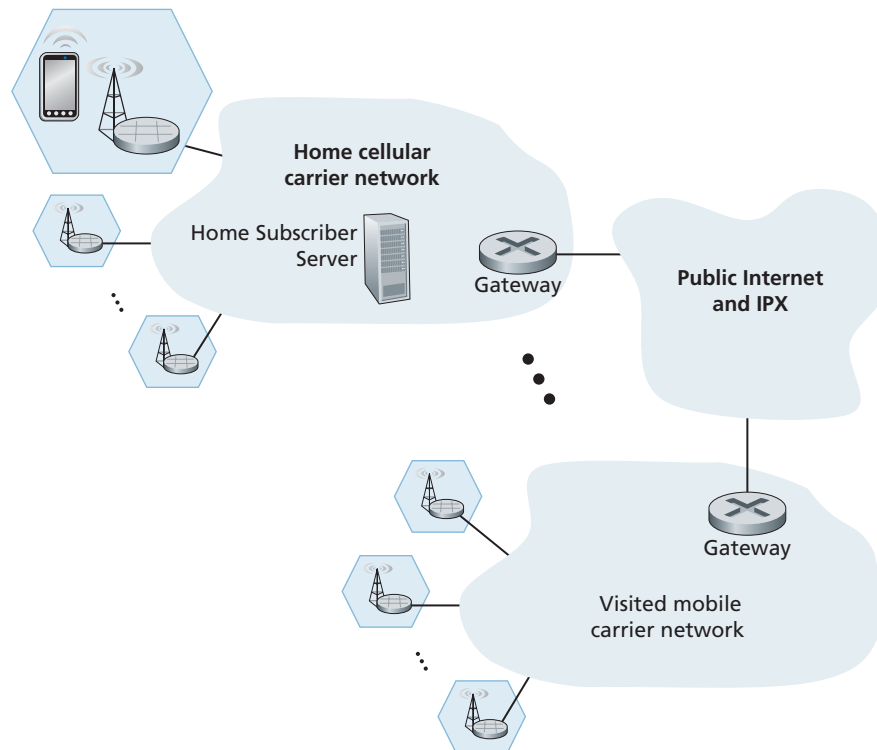 Home cellular
carrier network
Home Subscriber
Server
Gateway
Public Internet
and IPX
Gateway
Visited mobile
carrier network